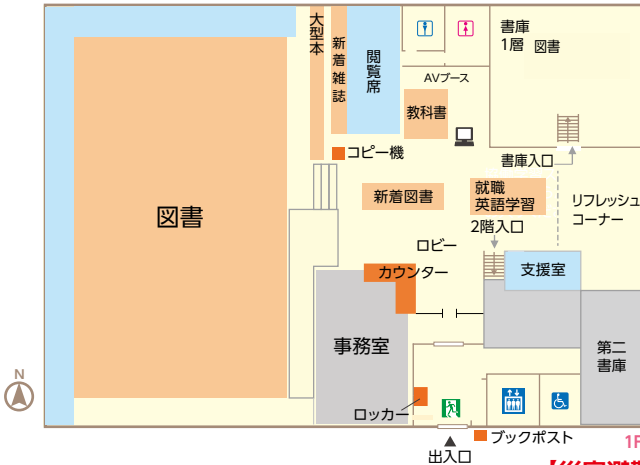 大型本
新着雑誌
閲覧席
書庫
1層 図書
AVブース
教科書
コピー機
書庫入口
図書
新着図書
就職
英語学習
リフレッシュ
コーナー
2階入口
ロビー
カウンター
支援室
事務室
第二
書庫
N
ロッカー
ブックポスト
出入口
1F